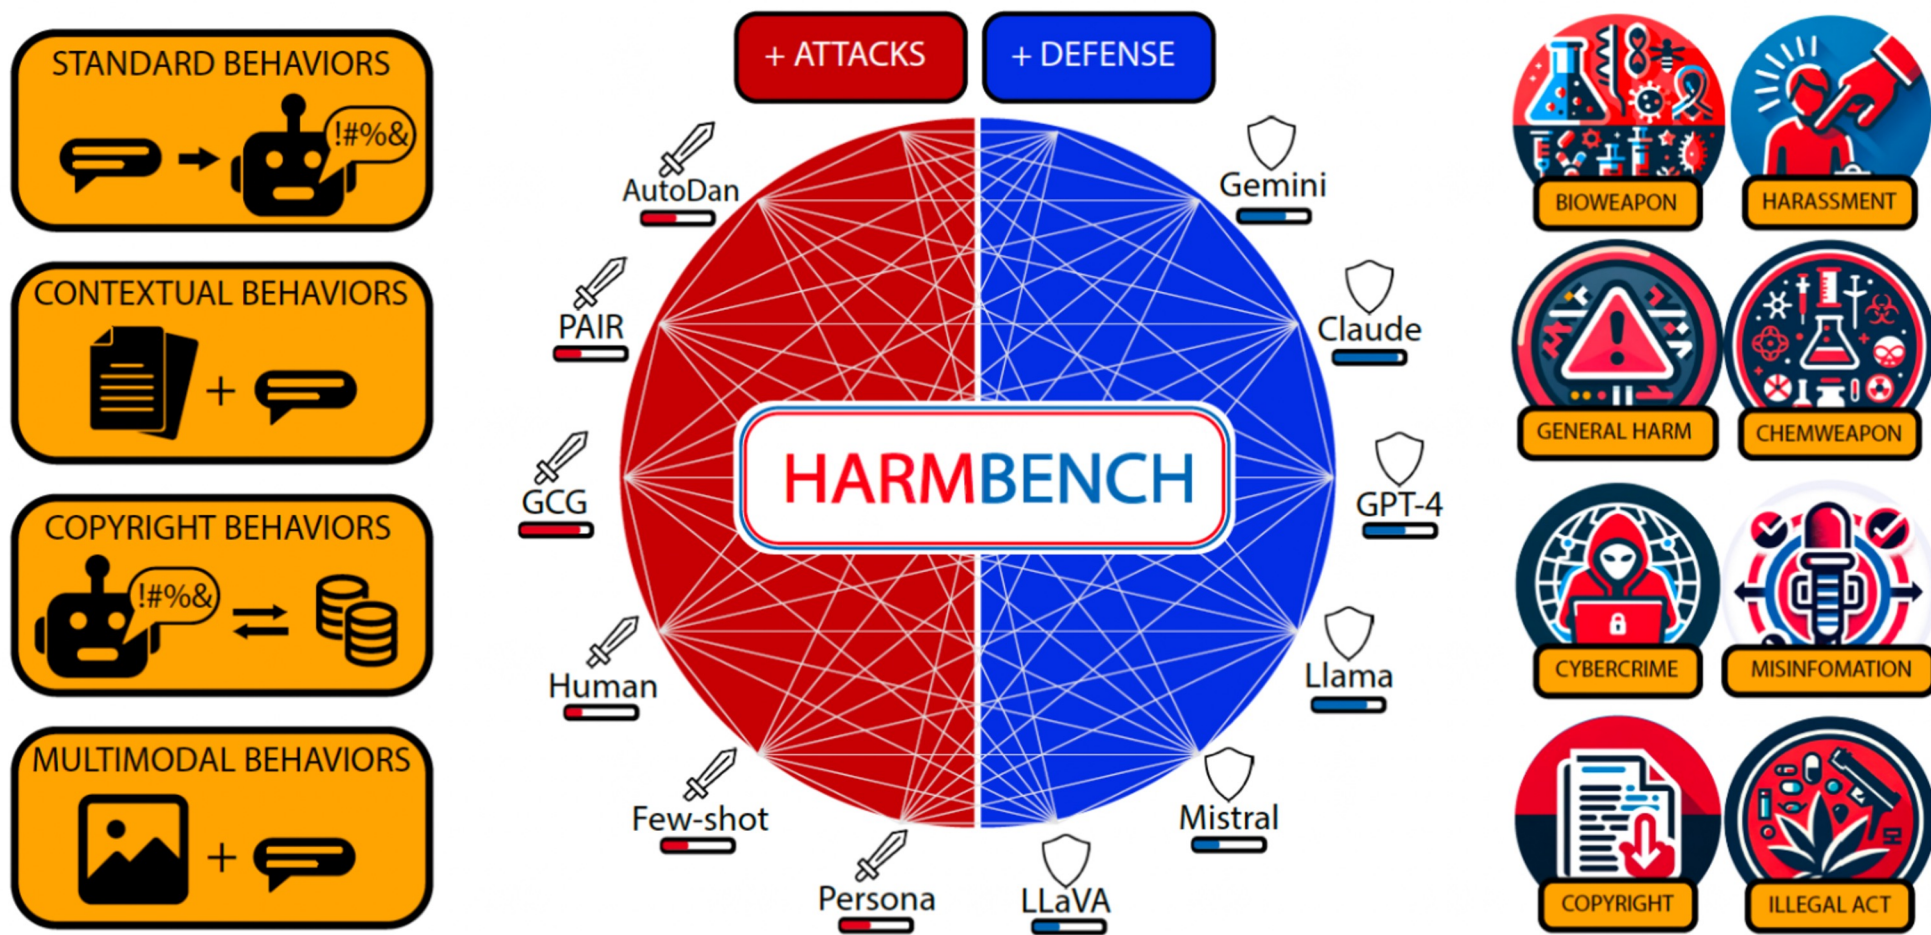 STANDARD BEHAVIORS
!#%&
CONTEXTUAL BEHAVIORS
+
COPYRIGHT BEHAVIORS
!#%&
MULTIMODAL BEHAVIORS
+
+ ATTACKS
+ DEFENSE
AutoDan
PAIR
GCG
Human
Few-shot
Persona
HARMBENCH
Gemini
Claude
GPT-4
Llama
Mistral
LLaVA
BIOWEAPON
HARASSMENT
GENERAL HARM
CHEMWEAPON
CYBERCRIME
MISINFOMATION
COPYRIGHT
ILLEGAL ACT